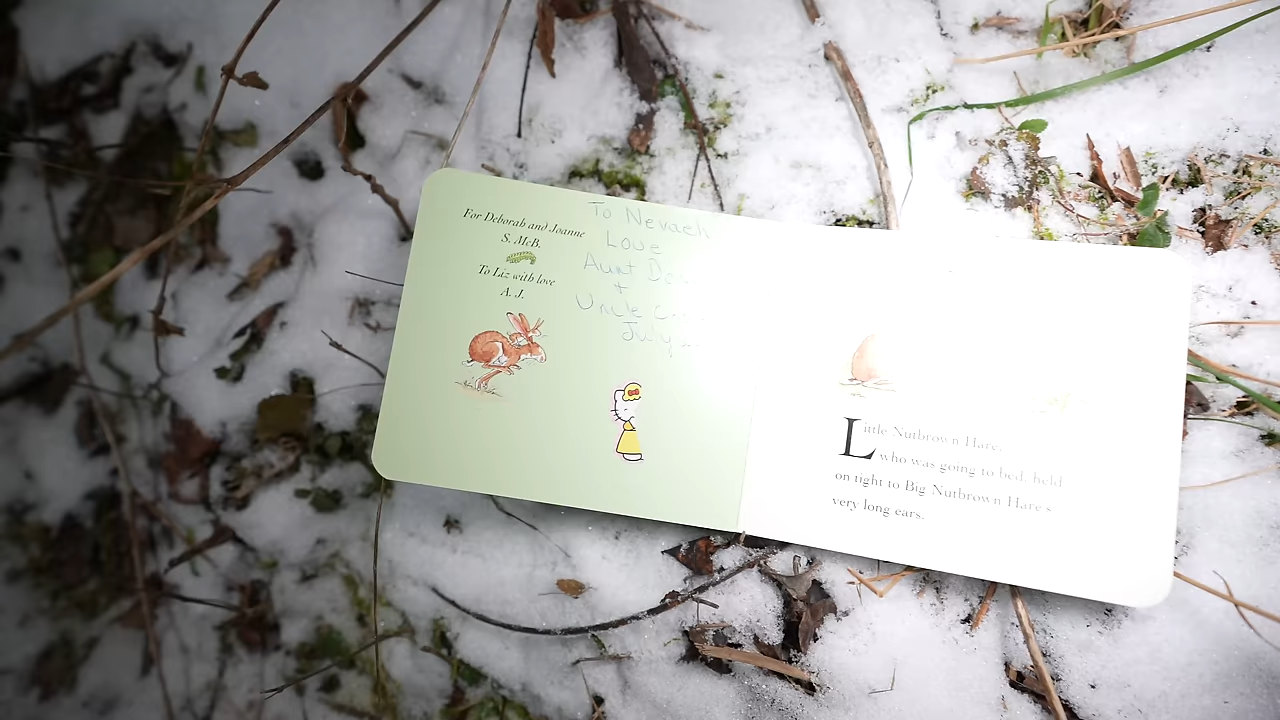 For Deborah and Joanne
S. McB.
To Liz with love
A. J.
To Nevaeh
Love
Aunt
+
Uncle
July
Little Nutbrown Hare,
who was going to bed, held
on tight to Big Nutbrown Hare's
very long ears.